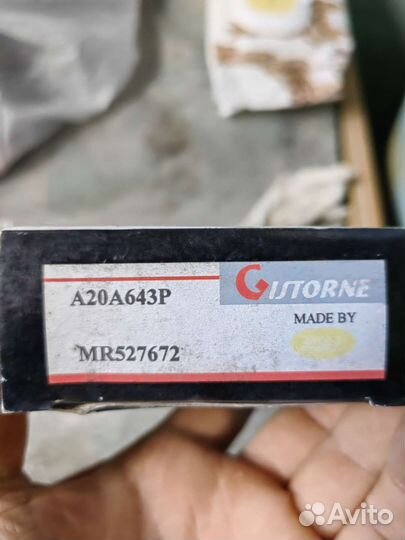 A20A643P
GISTORNE
MADE BY
MR527672
Avito